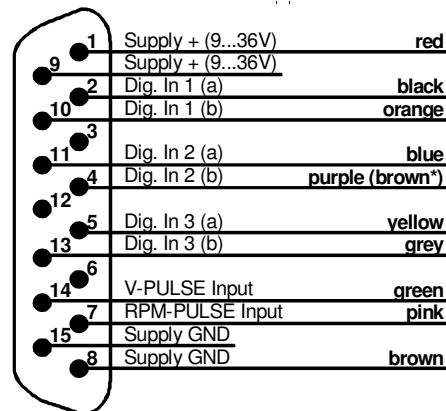 1 Supply + (9...36V) red
9 Supply + (9...36V)
2 Dig. In 1 (a) black
10 Dig. In 1 (b) orange
3
11 Dig. In 2 (a) blue
4 Dig. In 2 (b) purple (brown*)
12
5 Dig. In 3 (a) yellow
13 Dig. In 3 (b) grey
6
14 V-PULSE Input green
7 RPM-PULSE Input pink
15 Supply GND
8 Supply GND brown